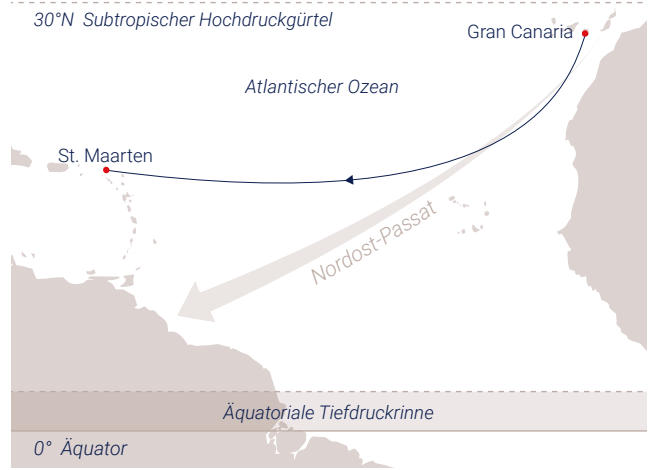 30°N Subtropischer Hochdruckgürtel
Gran Canaria
Atlantischer Ozean
St. Maarten
Nordost-Passat
Äquatoriale Tiefdruckrinne
0° Äquator